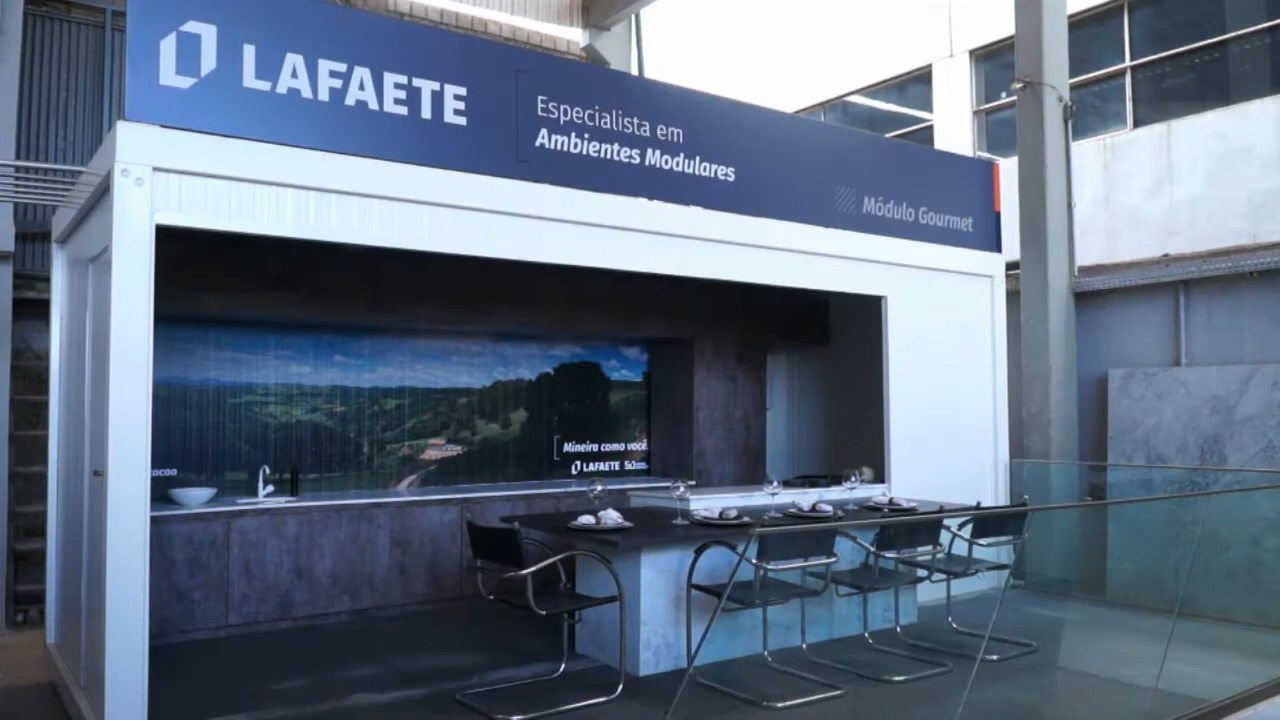 LAFAETE
Especialista em
Ambientes Modulares
Módulo Gourmet
Mineira como você.
LAFAETE